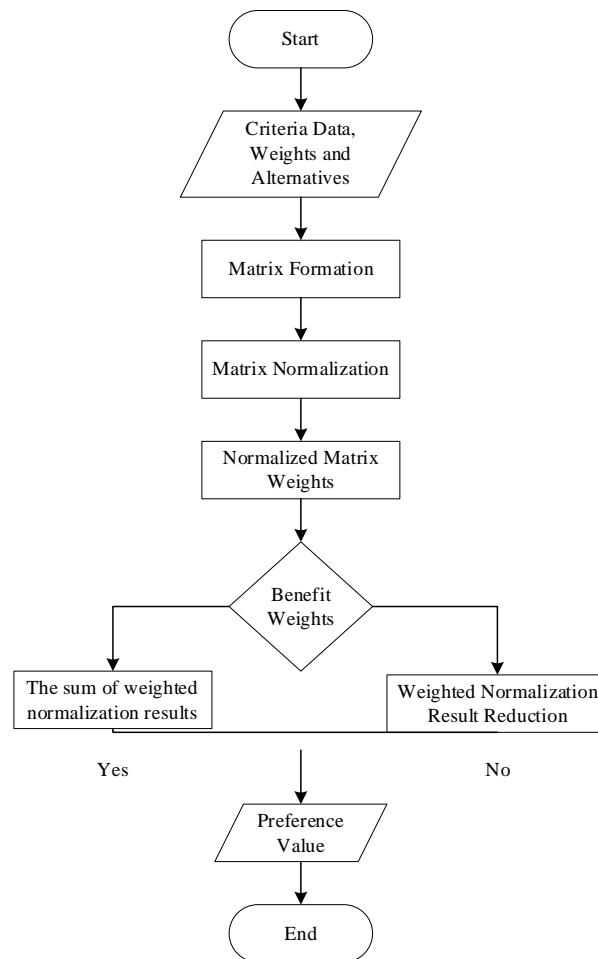 Start
Criteria Data,
Weights and
Alternatives
Matrix Formation
Matrix Normalization
Normalized Matrix
Weights
Benefit
Weights
The sum of weighted
normalization results
Weighted Normalization
Result Reduction
Yes
No
Preference
Value
End